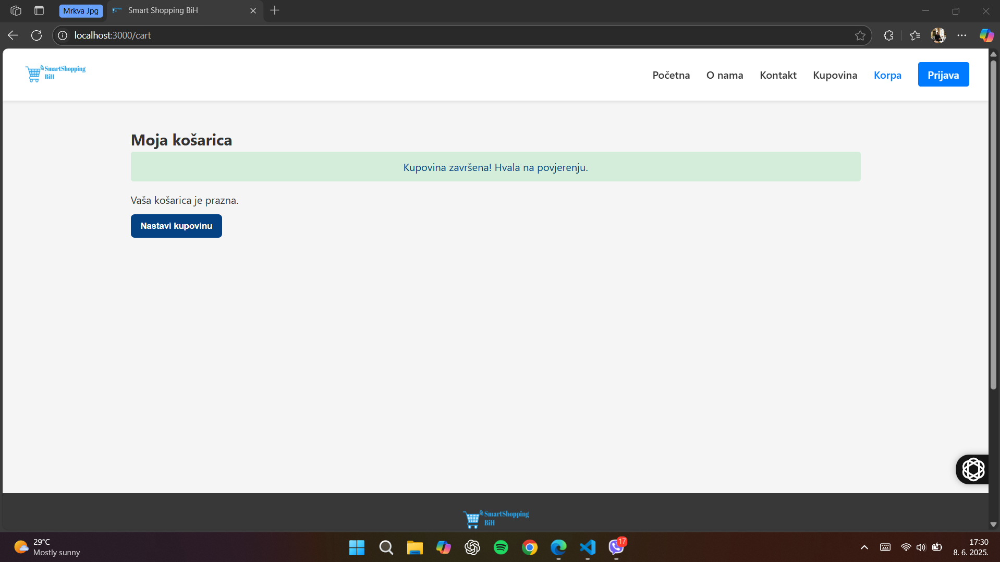 Mrkva Jpg
Smart Shopping BiH
localhost:3000/cart
SmartShopping
BiH
Početna
O nama
Kontakt
Kupovina
Korpa
Prijava
Moja košarica
Kupovina završena! Hvala na povjerenju.
Vaša košarica je prazna.
Nastavi kupovinu
SmartShopping
BiH
29°C
Mostly sunny
17
17:30
8. 6. 2025.